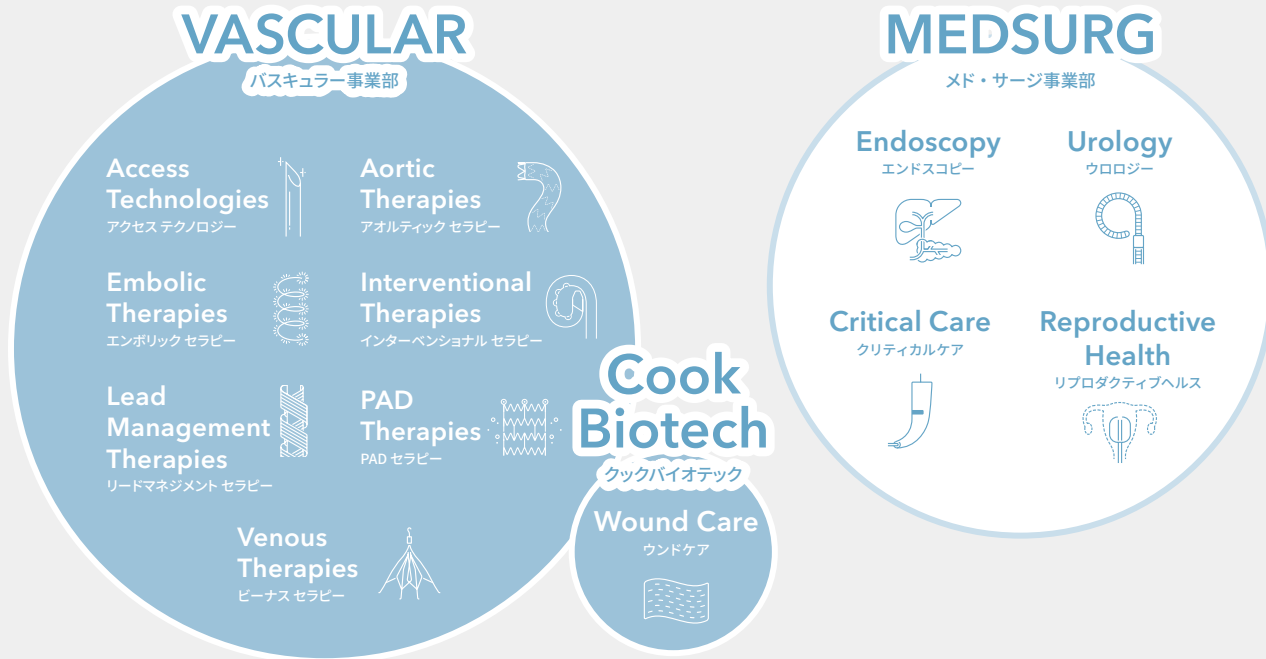 VASCULAR
バスキュラー事業部
Access
Technologies
アクセス テクノロジー
Aortic
Therapies
アオルティック セラピー
Embolic
Therapies
エンボリック セラピー
Interventional
Therapies
インターベンショナル セラピー
Lead
Management
Therapies
リードマネジメント セラピー
PAD
Therapies
PAD セラピー
Venous
Therapies
ビーナス セラピー
Cook
Biotech
クックバイオテック
Wound Care
ウンドケア
MEDSURG
メド・サージ事業部
Endoscopy
エンドスコピー
Urology
ウロロジー
Critical Care
クリティカルケア
Reproductive
Health
リプロダクティブヘルス